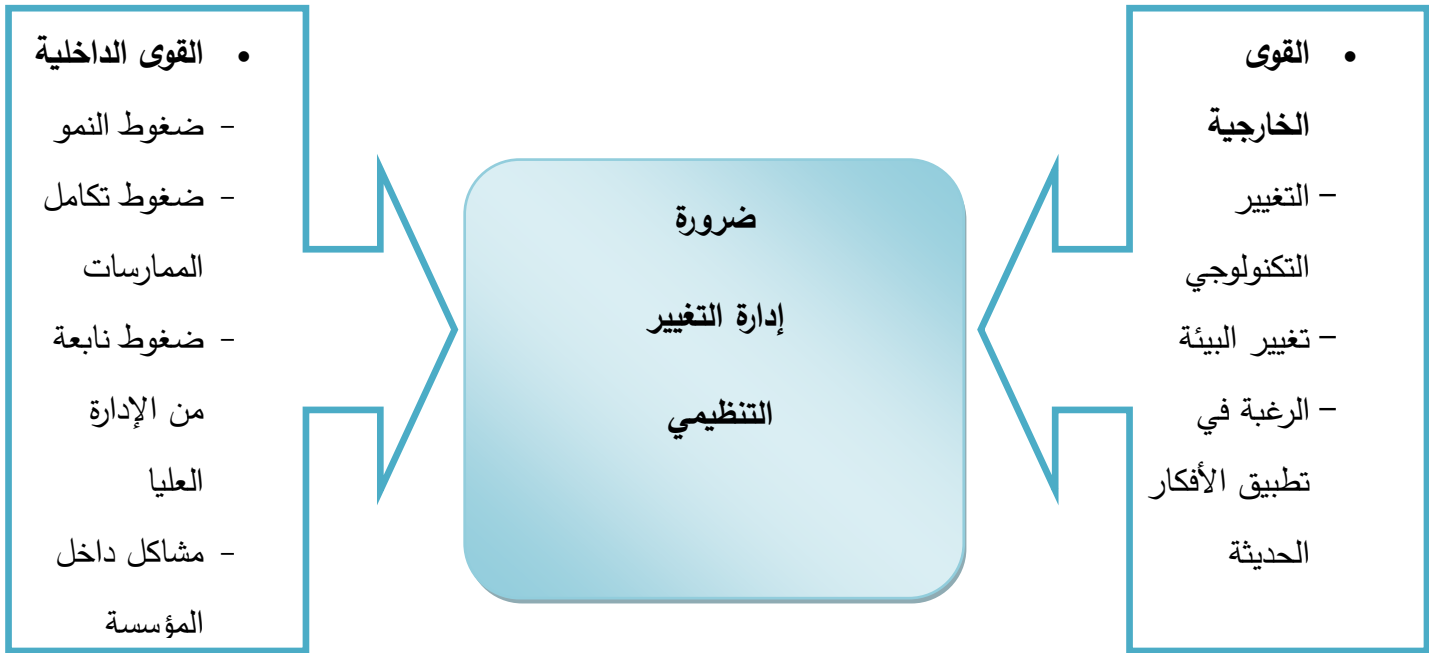 • القوى
الخارجية
– التغيير
التكنولوجي
– تغيير البيئة
– الرغبة في
تطبيق الأفكار
الحديثة
ضرورة
إدارة التغيير
التنظيمي
• القوى الداخلية
- ضغوط النمو
- ضغوط تكامل
الممارسات
- ضغوط نابعة
من الإدارة
العليا
- مشاكل داخل
المؤسسة